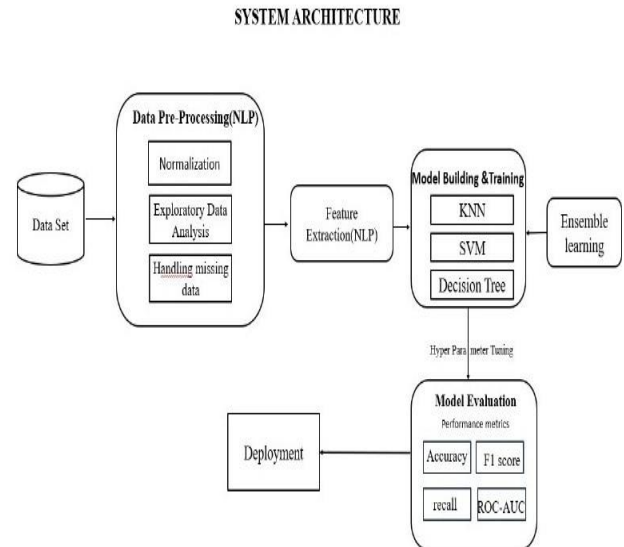 SYSTEM ARCHITECTURE
Data Set
Data Pre-Processing(NLP)
Normalization
Exploratory Data
Analysis
Handling missing
data
Feature
Extraction(NLP)
Model Building &Training
KNN
SVM
Decision Tree
Ensemble
learning
Hyper Para meter Tuning
Model Evaluation
Performance metrics
Accuracy
F1 score
recall
ROC-AUC
Deployment